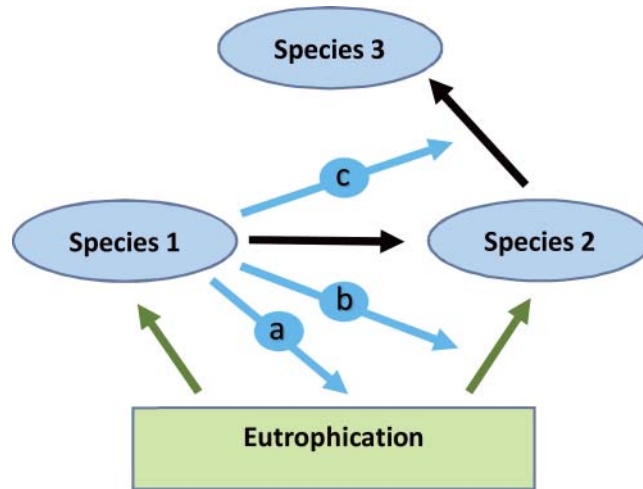 Species 3
c
Species 1
Species 2
b
a
Eutrophication